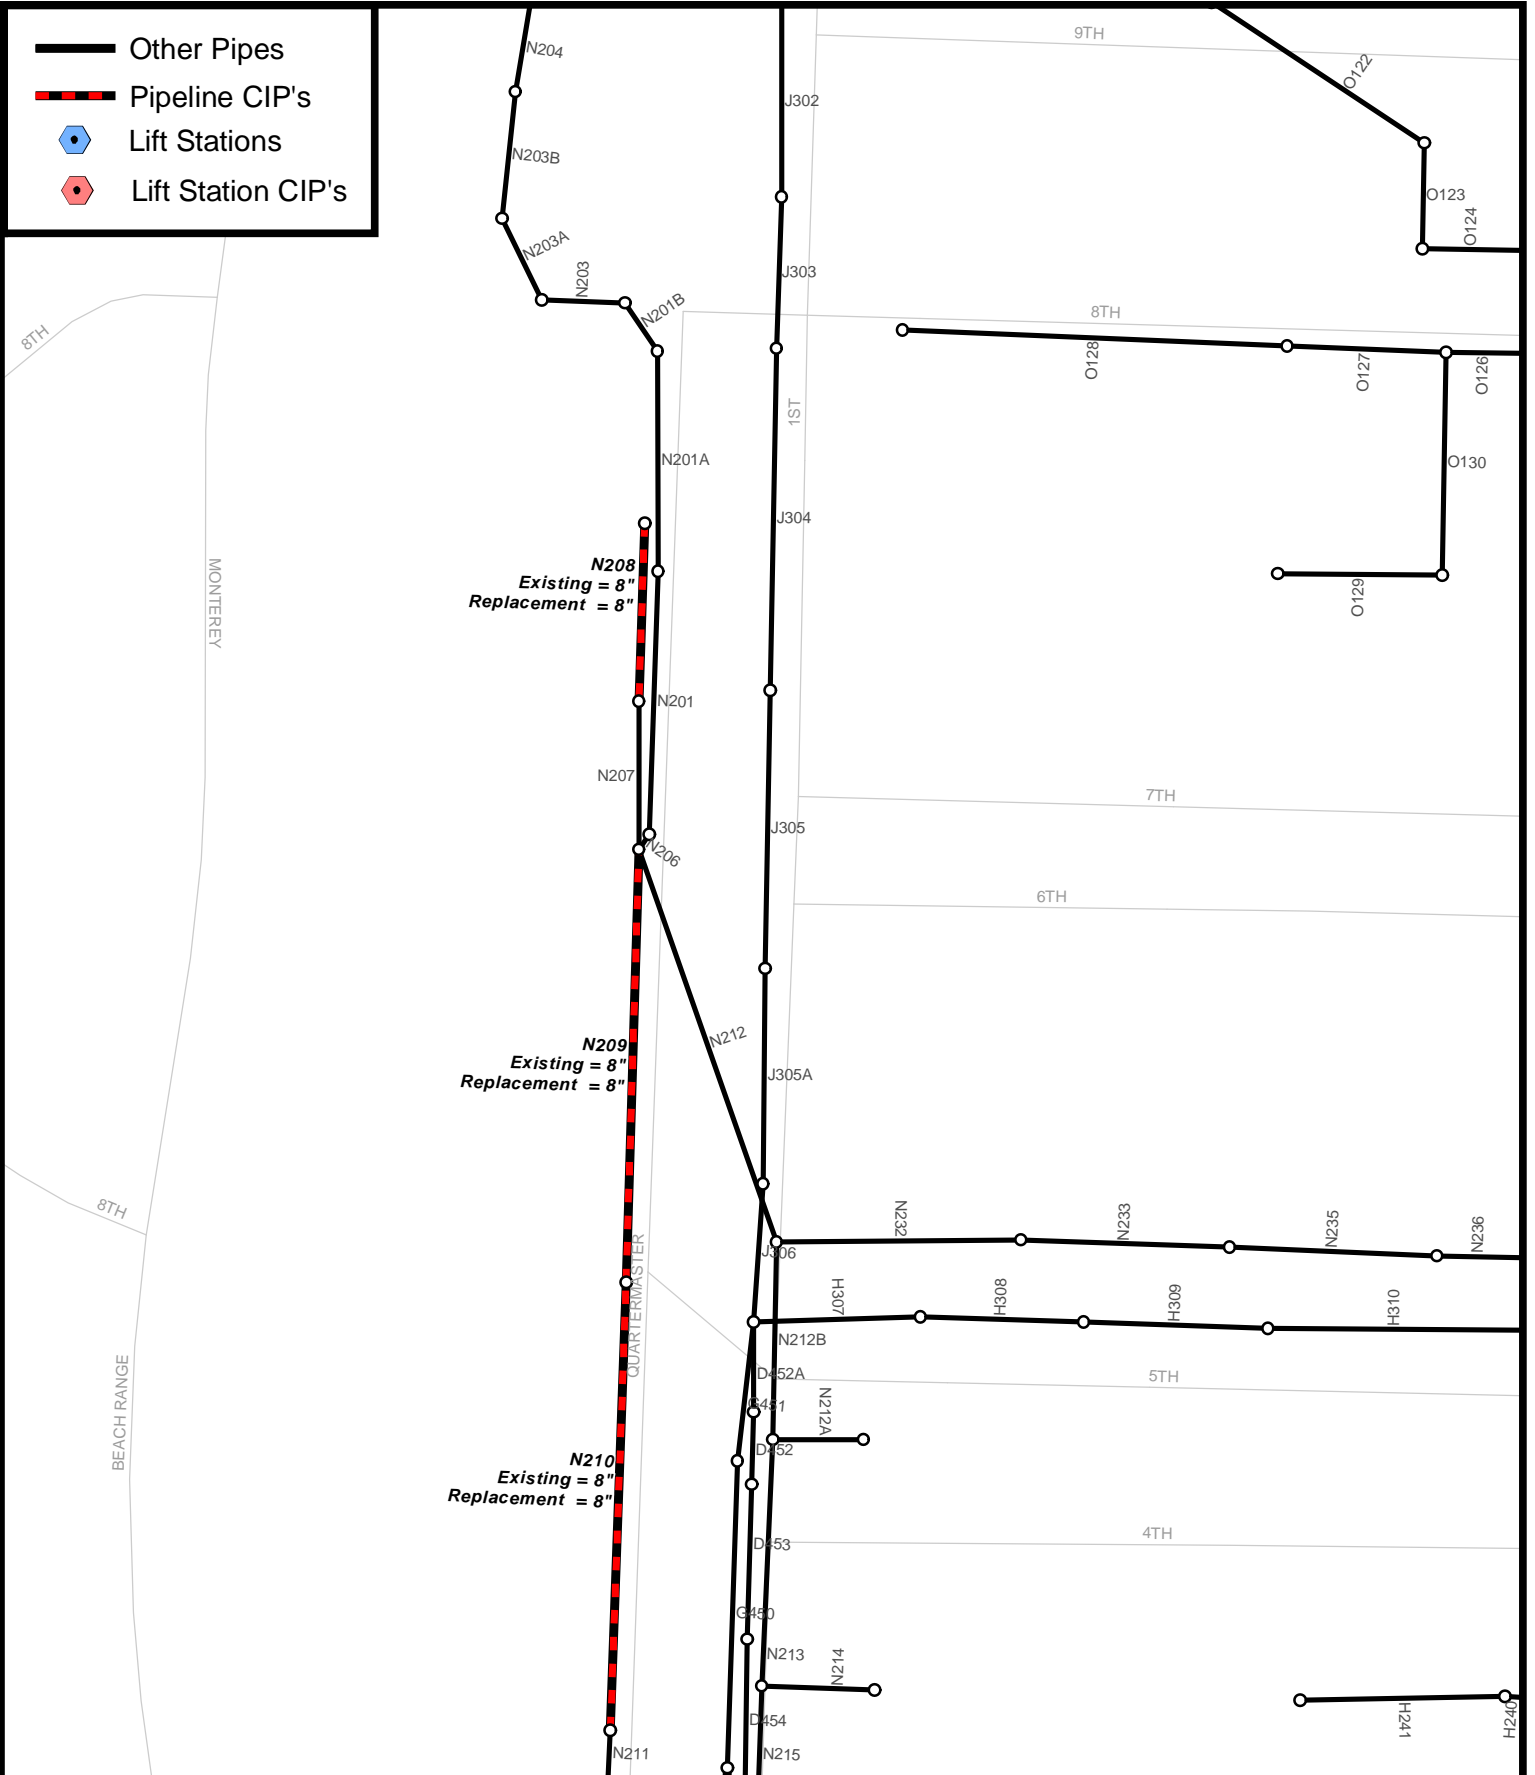 Other Pipes
Pipeline CIP's
Lift Stations
Lift Station CIP's
N204
9TH
O122
J302
N203B
O123
O124
N203A
N203
J303
N201B
8TH
8TH
O128
O127
O126
1ST
N201A
O130
J304
N208
Existing = 8"
Replacement = 8"
O129
MONTEREY
N201
N207
7TH
J305
N206
6TH
N212
N209
Existing = 8"
Replacement = 8"
J305A
8TH
N232
N233
N235
N236
J306
QUARTERMASTER
H307
H308
H309
H310
N212B
D452A
5TH
BEACH RANGE
G451
N212A
D452
N210
Existing = 8"
Replacement = 8"
4TH
D453
G450
N213
N214
D454
H241
H240
N211
N215